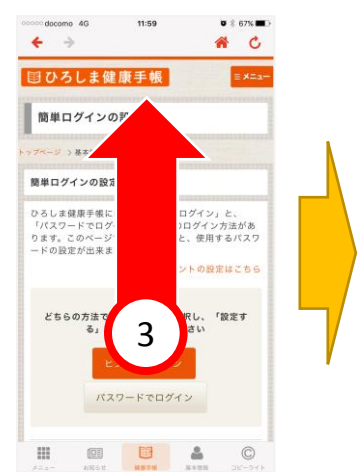 docomo 4G 11:59 67%
ひろしま健康手帳
≡ メニュー
簡単ログインの
トップページ > 基本
簡単ログインの設定
ひろしま健康手帳に ログイン」と、
「パスワードでログ のログイン方法があ
ります。このページ と、使用するパスワ
ードの設定が出来ま
ントの設定はこちら
どちらの方法で 択し、「設定す
る」 さい
3
パスワードでログイン
メニュー お知らせ 健康手帳 基本情報 コピーライト